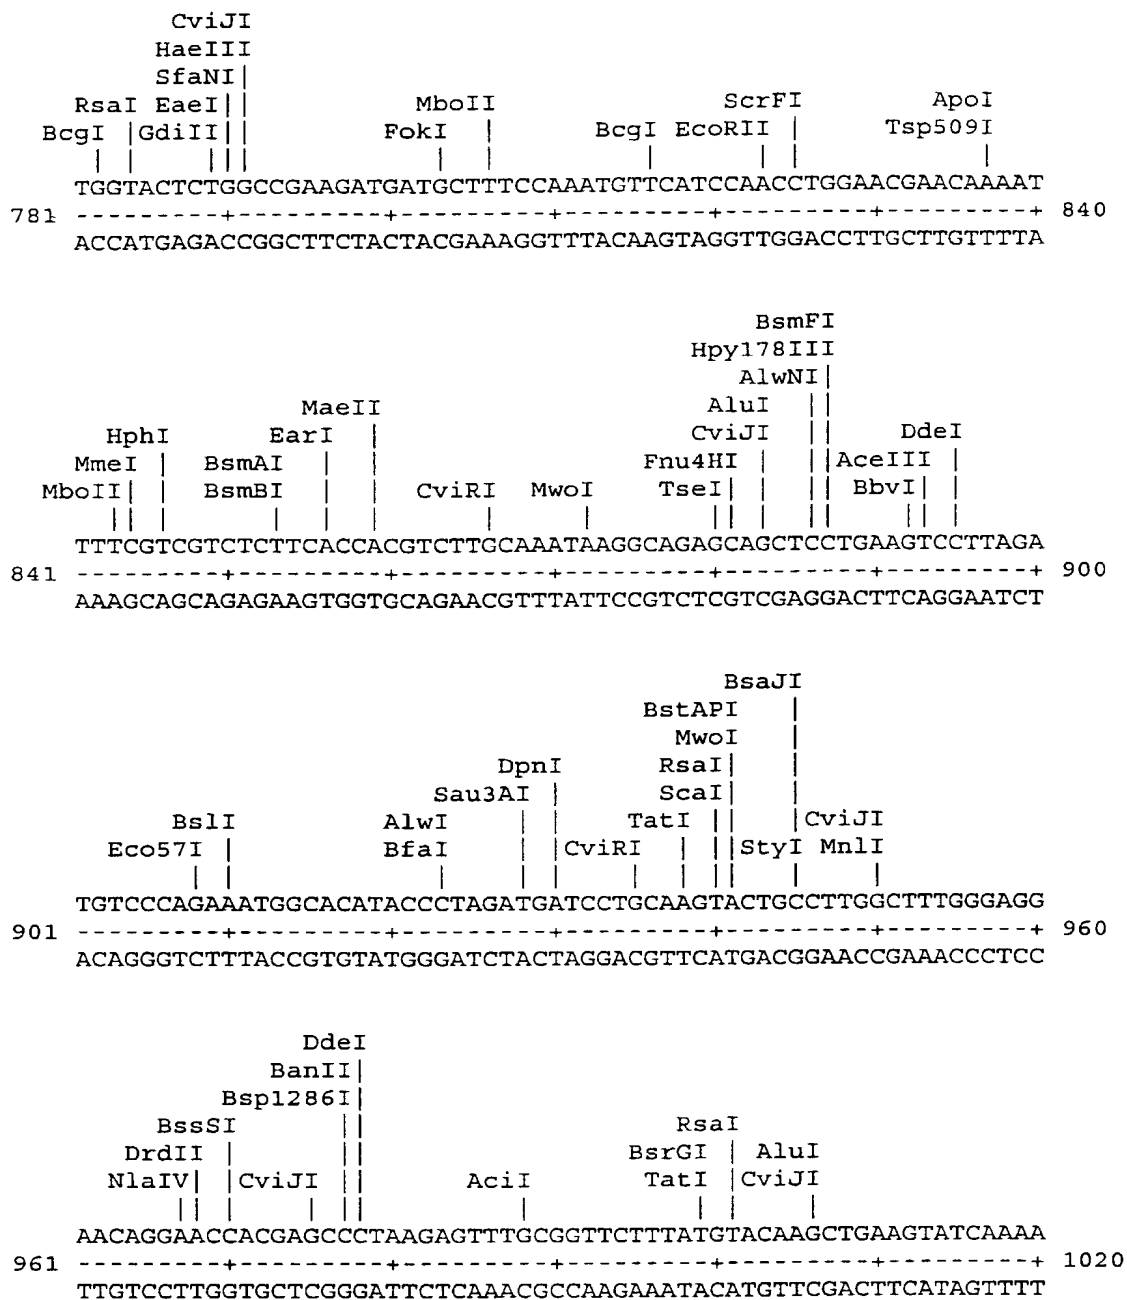 CviJI
HaeIII
SfaNI|
RsaI EaeI|| MboII ScrFI ApoI
BcgI |GdiII|| FokI | BcgI EcoRII | Tsp509I
TGGTACTCTGGCCGAAGATGATGCTTTCCAAATGTTCATCCAACCTGGAACGAACAAAAT
781 ---------+---------+---------+---------+---------+---------+ 840
ACCATGAGACCGGCTTCTACTACGAAAGGTTTACAAGTAGGTTGGACCTTGCTTGTTTTA
BsmFI
Hpy178III
AlwNI|
MaeII AluI ||
HphI EarI | CviJI || DdeI
MmeI | BsmAI | | Fnu4HI | || AceIII |
MboII| | BsmBI | | CviRI MwoI TseI| | || BbvI| |
TTTCGTCGTCTCTTCACCACGTCTTGCAAATAAGGCAGAGCAGCTCCTGAAGTCCTTAGA
841 ---------+---------+---------+---------+---------+---------+ 900
AAAGCAGCAGAGAAGTGGTGCAGAACGTTTATTCCGTCTCGTCGAGGACTTCAGGAATCT
BsaJI
BstAPI |
MwoI |
DpnI RsaI| |
Sau3AI | ScaI| |
BslI AlwI | | TatI || | CviJI
Eco57I | BfaI | | CviRI | || StyI MnlI
TGTCCCAGAAATGGCACATACCCTAGATGATCCTGCAAGTACTGCCTTGGCTTTGGGAGG
901 ---------+---------+---------+---------+---------+---------+ 960
ACAGGGTCTTTACCGTGTATGGGATCTACTAGGACGTTCATGACGGAACCGAAACCCTCC
DdeI
BanII|
Bsp1286I|
BssSI || RsaI
DrdII | || BsrGI | AluI
NlaIV| |CviJI || AciI TatI |CviJI
AACAGGAACCACGAGCCCTAAGAGTTTGCGGTTCTTTATGTACAAGCTGAAGTATCAAAA
961 ---------+---------+---------+---------+---------+---------+ 1020
TTGTCCTTGGTGCTCGGGATTCTCAAACGCCAAGAAATACATGTTCGACTTCATAGTTTT